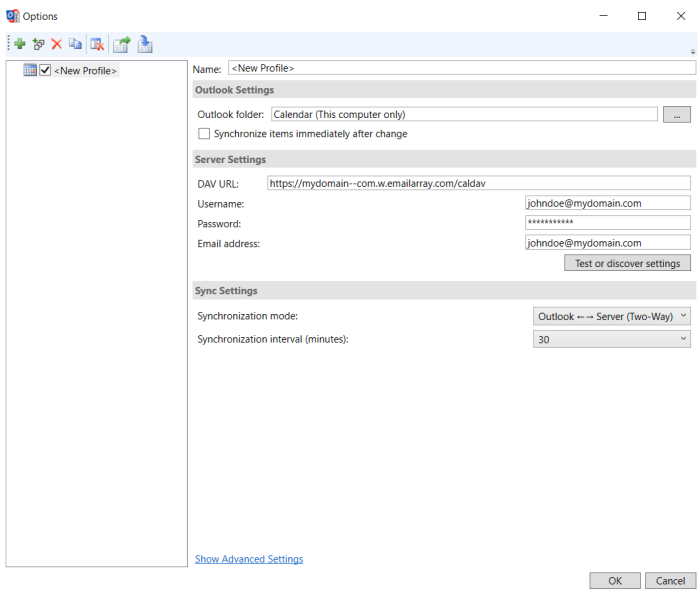 Options
<New Profile>
Name: <New Profile>
Outlook Settings
Outlook folder: Calendar (This computer only) ...
Synchronize items immediately after change
Server Settings
DAV URL: https://mydomain--com.w.emailarray.com/caldav
Username: johndoe@mydomain.com
Password: ***********
Email address: johndoe@mydomain.com
Test or discover settings
Sync Settings
Synchronization mode: Outlook ←→ Server (Two-Way)
Synchronization interval (minutes): 30
Show Advanced Settings
OK Cancel